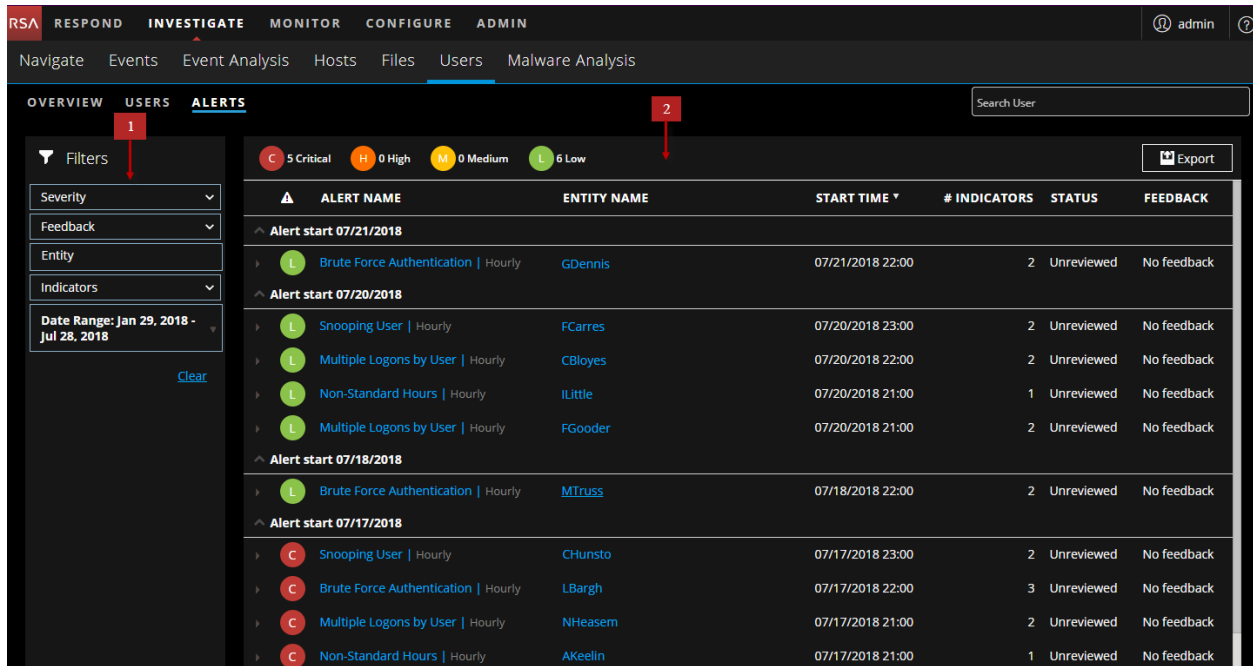 RSA RESPOND INVESTIGATE MONITOR CONFIGURE ADMIN admin ?
Navigate Events Event Analysis Hosts Files Users Malware Analysis
OVERVIEW USERS ALERTS Search User
1
2
Filters
Severity
Feedback
Entity
Indicators
Date Range: Jan 29, 2018 -
Jul 28, 2018
Clear
C 5 Critical H 0 High M 0 Medium L 6 Low Export
ALERT NAME ENTITY NAME START TIME # INDICATORS STATUS FEEDBACK
Alert start 07/21/2018
L Brute Force Authentication | Hourly GDennis 07/21/2018 22:00 2 Unreviewed No feedback
Alert start 07/20/2018
L Snooping User | Hourly FCarres 07/20/2018 23:00 2 Unreviewed No feedback
L Multiple Logons by User | Hourly CBloyes 07/20/2018 22:00 2 Unreviewed No feedback
L Non-Standard Hours | Hourly ILittle 07/20/2018 21:00 1 Unreviewed No feedback
L Multiple Logons by User | Hourly FGooder 07/20/2018 21:00 2 Unreviewed No feedback
Alert start 07/18/2018
L Brute Force Authentication | Hourly MTruss 07/18/2018 22:00 2 Unreviewed No feedback
Alert start 07/17/2018
C Snooping User | Hourly CHunsto 07/17/2018 23:00 2 Unreviewed No feedback
C Brute Force Authentication | Hourly LBargh 07/17/2018 22:00 3 Unreviewed No feedback
C Multiple Logons by User | Hourly NHeasem 07/17/2018 21:00 2 Unreviewed No feedback
C Non-Standard Hours | Hourly AKeelin 07/17/2018 21:00 1 Unreviewed No feedback